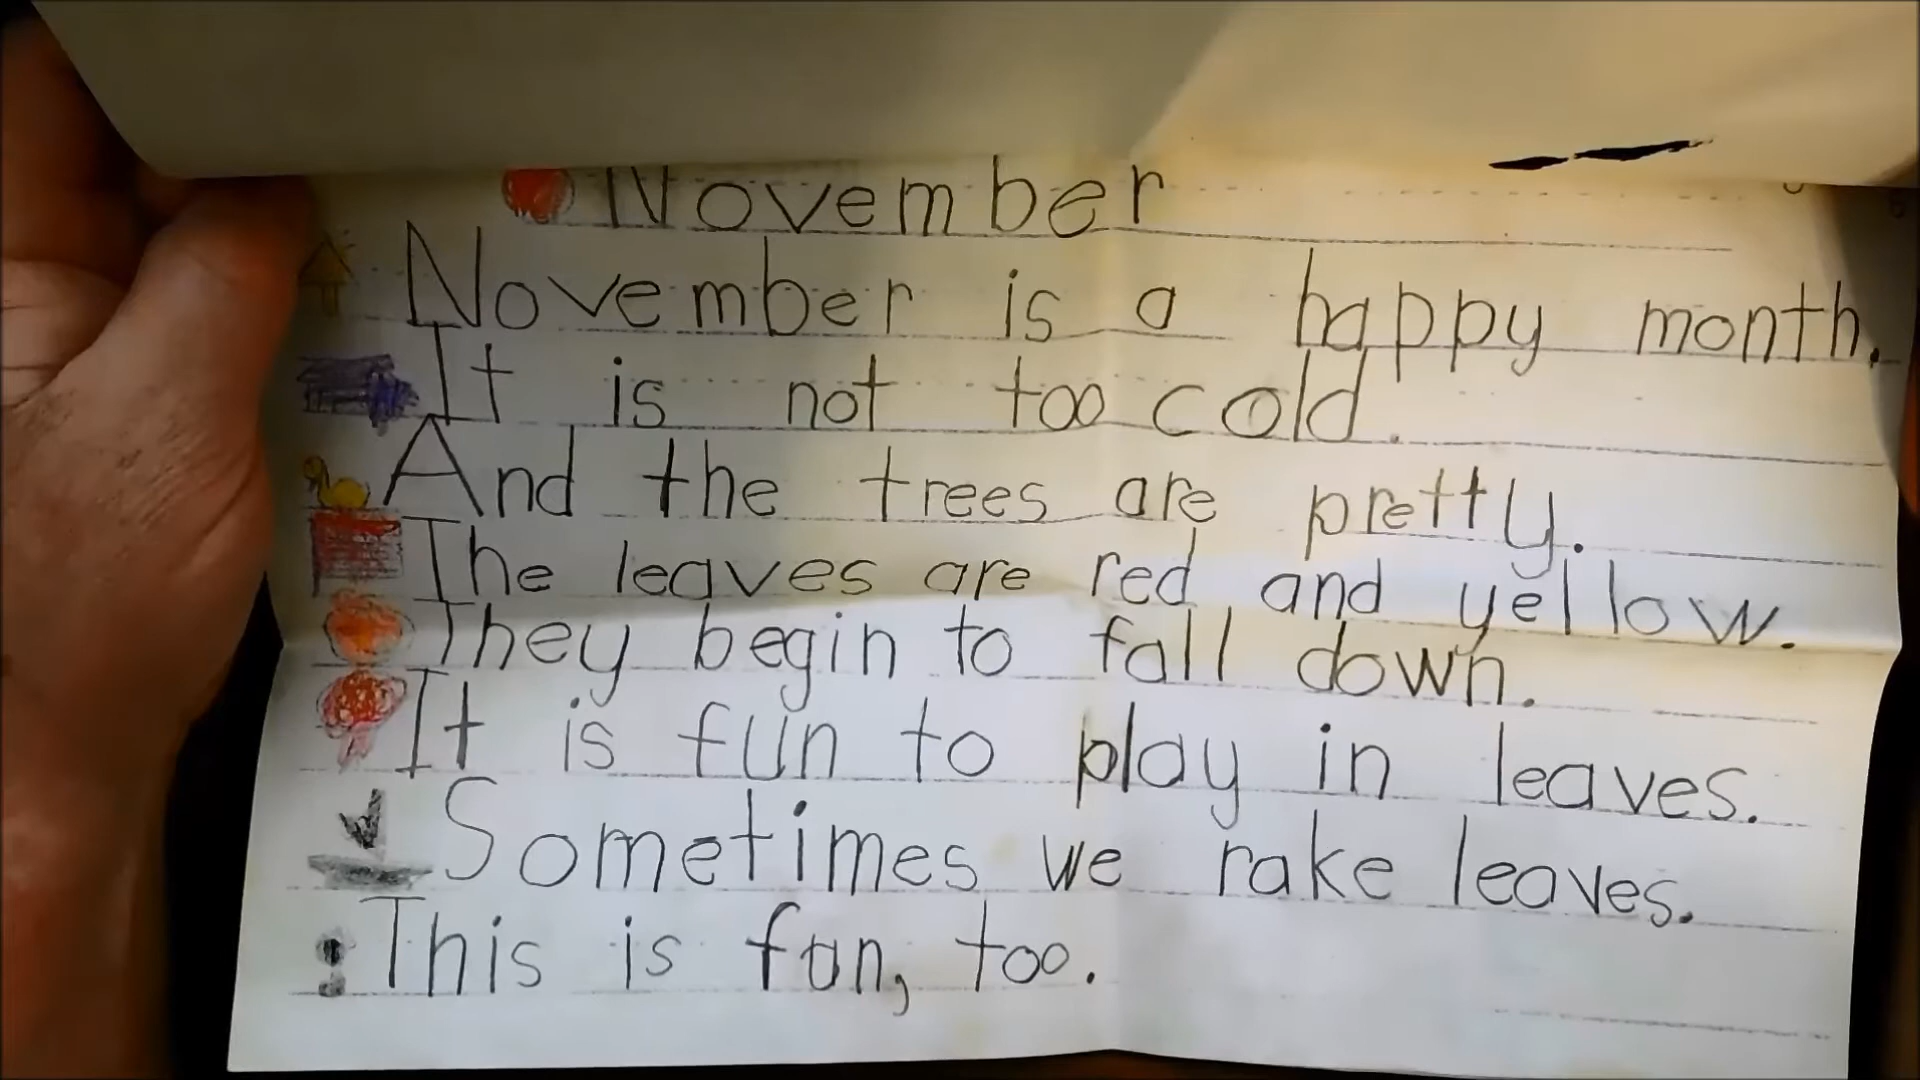 November
November is a happy month.
It is not too cold.
And the trees are pretty.
The leaves are red and yellow.
They begin to fall down.
It is fun to play in leaves.
Sometimes we rake leaves.
This is fun, too.